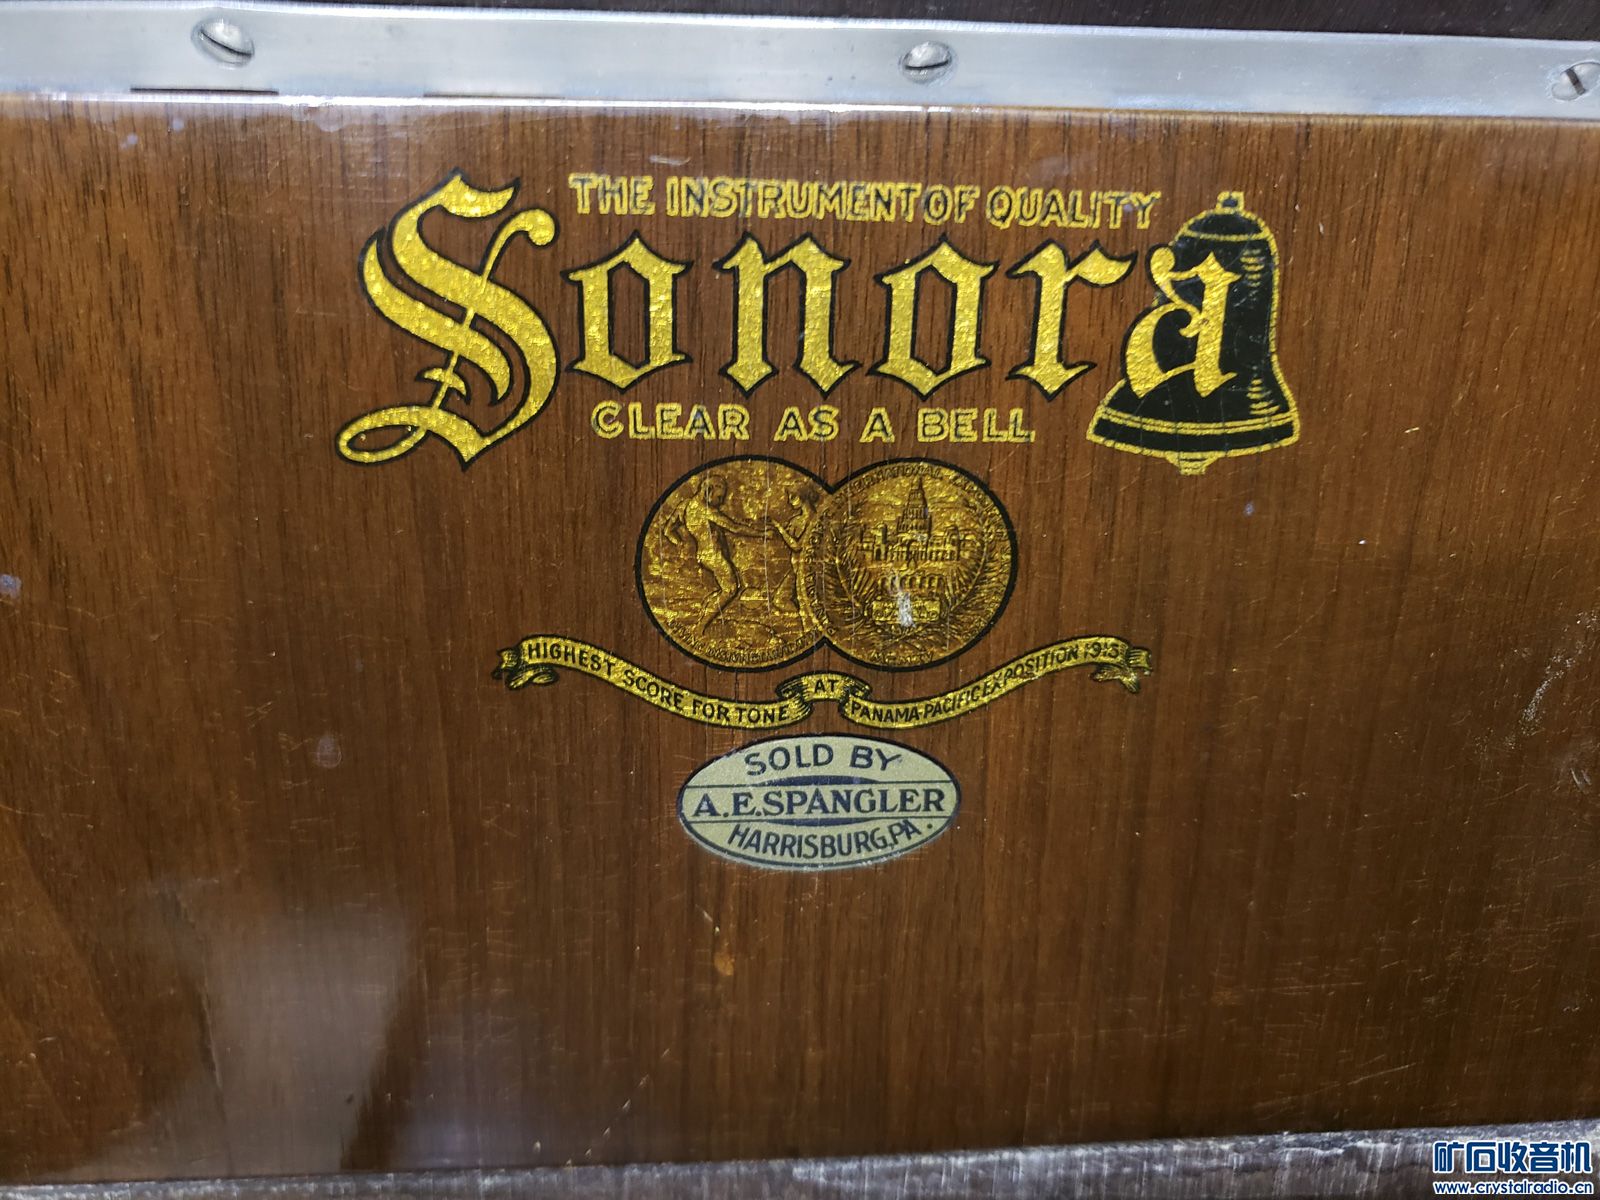 THE INSTRUMENT OF QUALITY
Sonora
CLEAR AS A BELL
HIGHEST SCORE FOR TONE AT PANAMA-PACIFIC EXPOSITION 1915
SOLD BY
A.E.SPANGLER
HARRISBURG,PA.
矿石收音机
www.crystalradio.cn